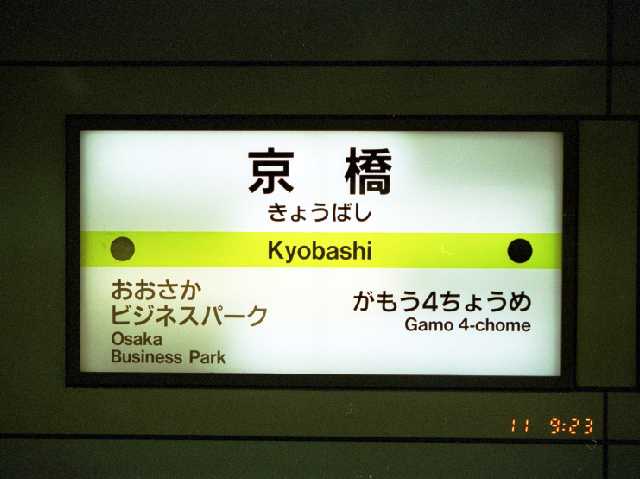 京橋
きょうばし
Kyobashi
おおさか
ビジネスパーク
Osaka
Business Park
がもう4ちょうめ
Gamo 4-chome
11 9:23